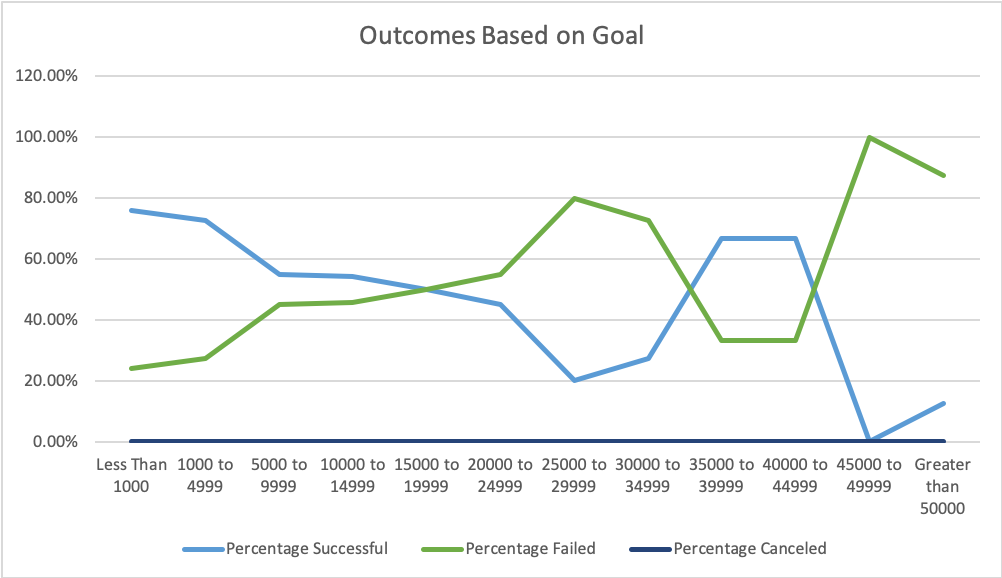 Outcomes Based on Goal
120.00%
100.00%
80.00%
60.00%
40.00%
20.00%
0.00%
Less Than 1000 to 5000 to 10000 to 15000 to 20000 to 25000 to 30000 to 35000 to 40000 to 45000 to Greater
1000 4999 9999 14999 19999 24999 29999 34999 39999 44999 49999 than
50000
Percentage Successful Percentage Failed Percentage Canceled